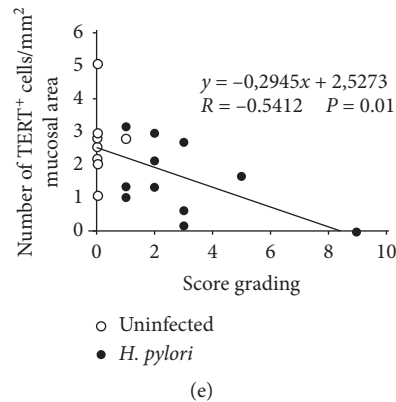 Number of TERT⁺ cells/mm²
mucosal area
6
5
4
3
2
1
0
y = –0,2945x + 2,5273
R = –0.5412 P = 0.01
0 2 4 6 8 10
Score grading
Uninfected
H. pylori
(e)